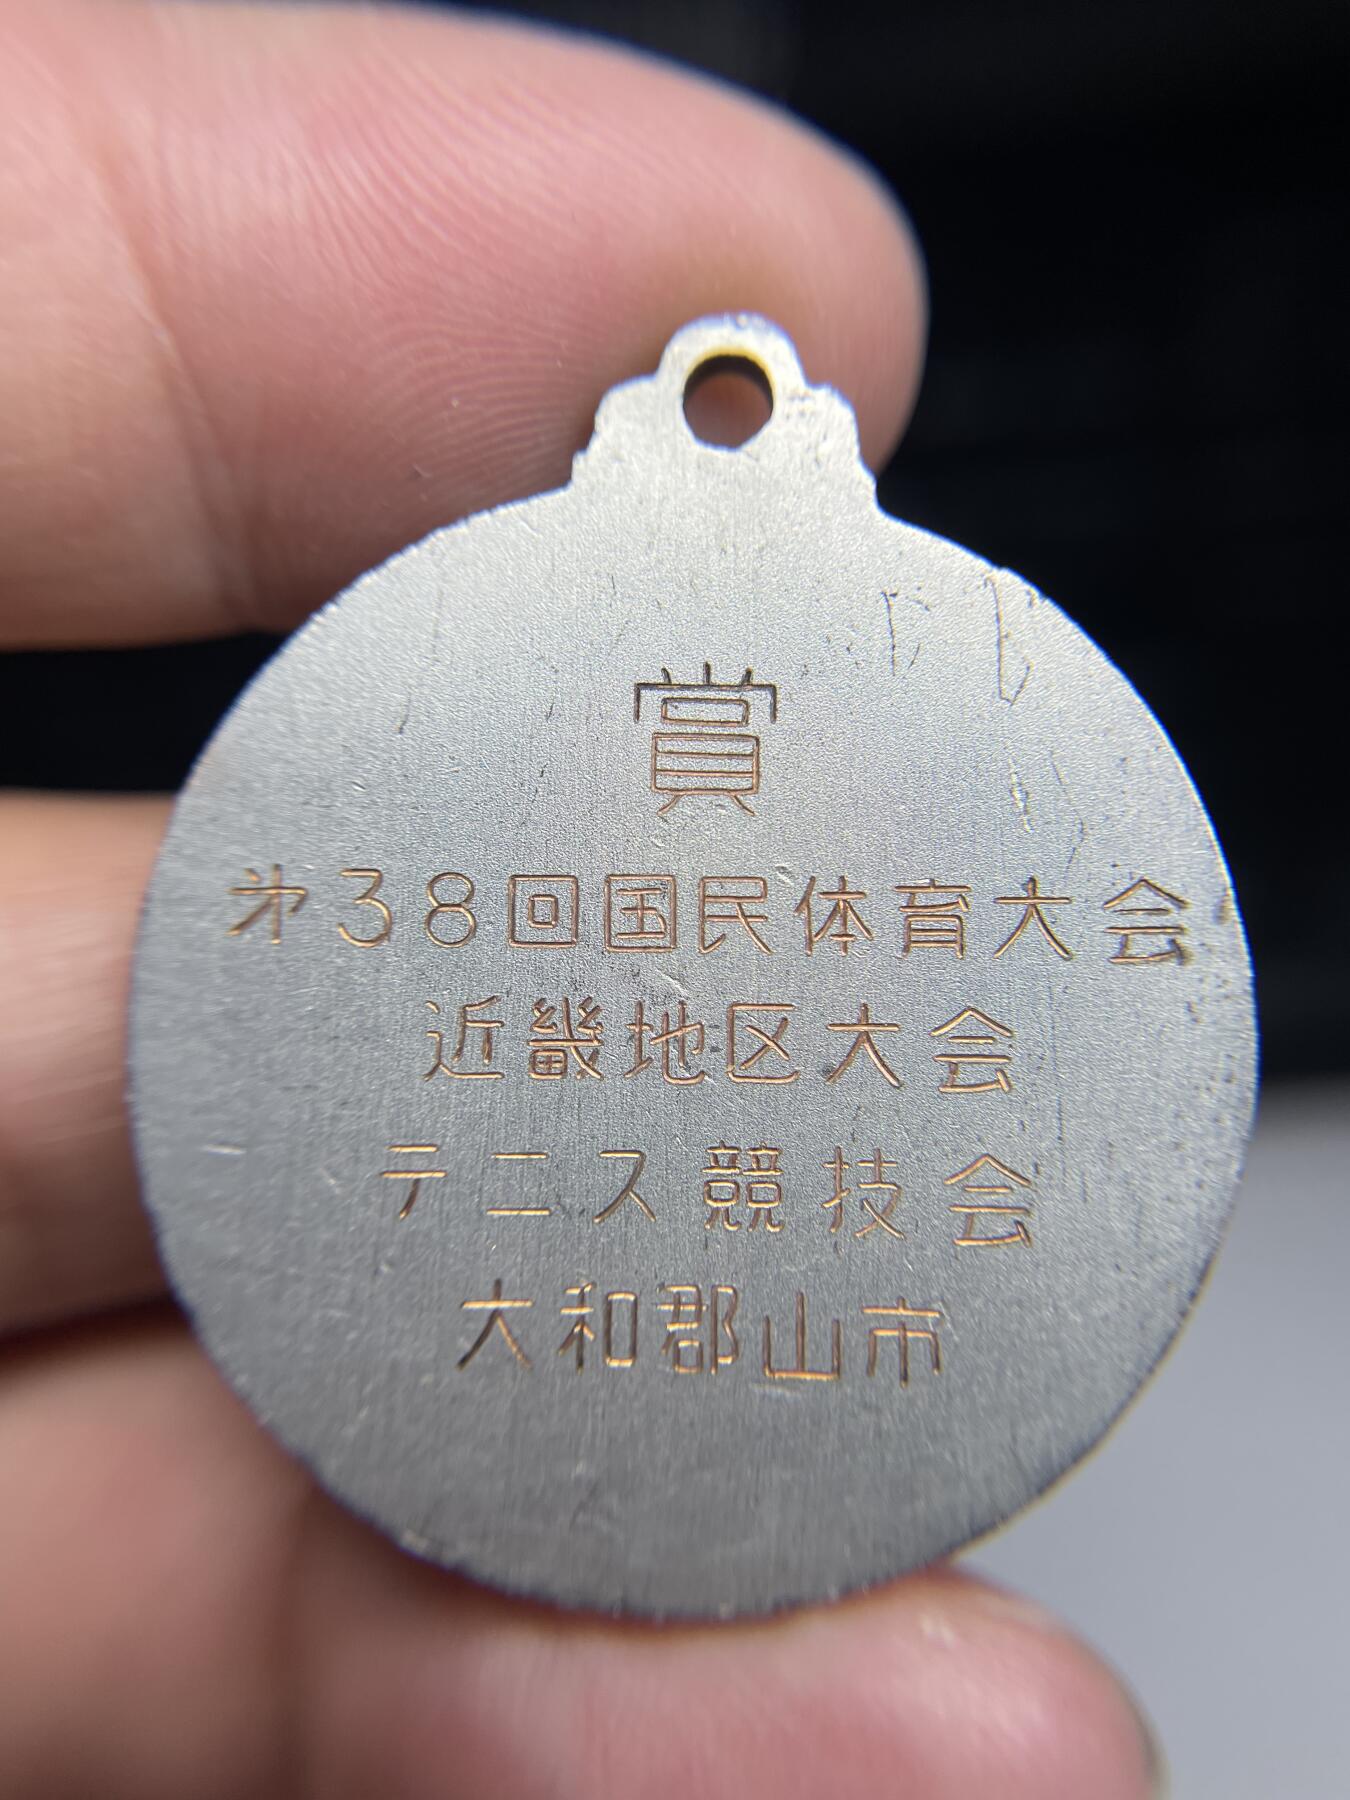 賞
㐧38回国民体育大会
近畿地区大会
テニス競技会
大和郡山市